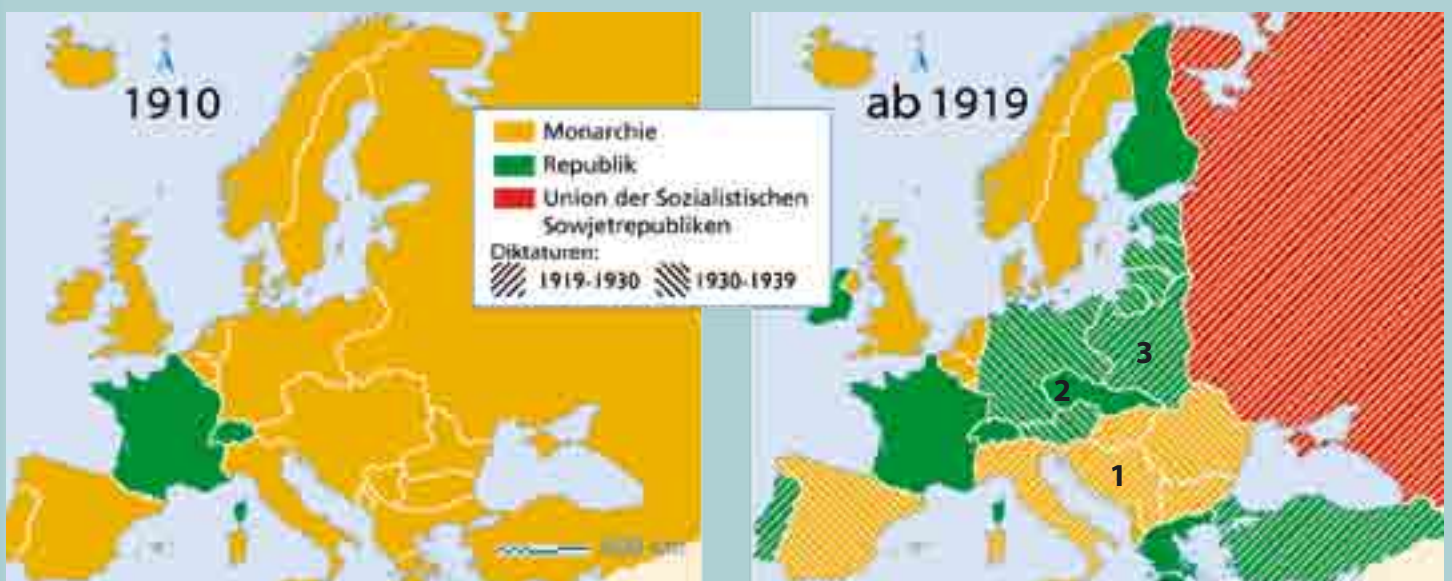 1910
Monarchie
Republik
Union der Sozialistischen
Sowjetrepubliken
Diktaturen:
1919-1930 1930-1939
ab 1919
3
2
1